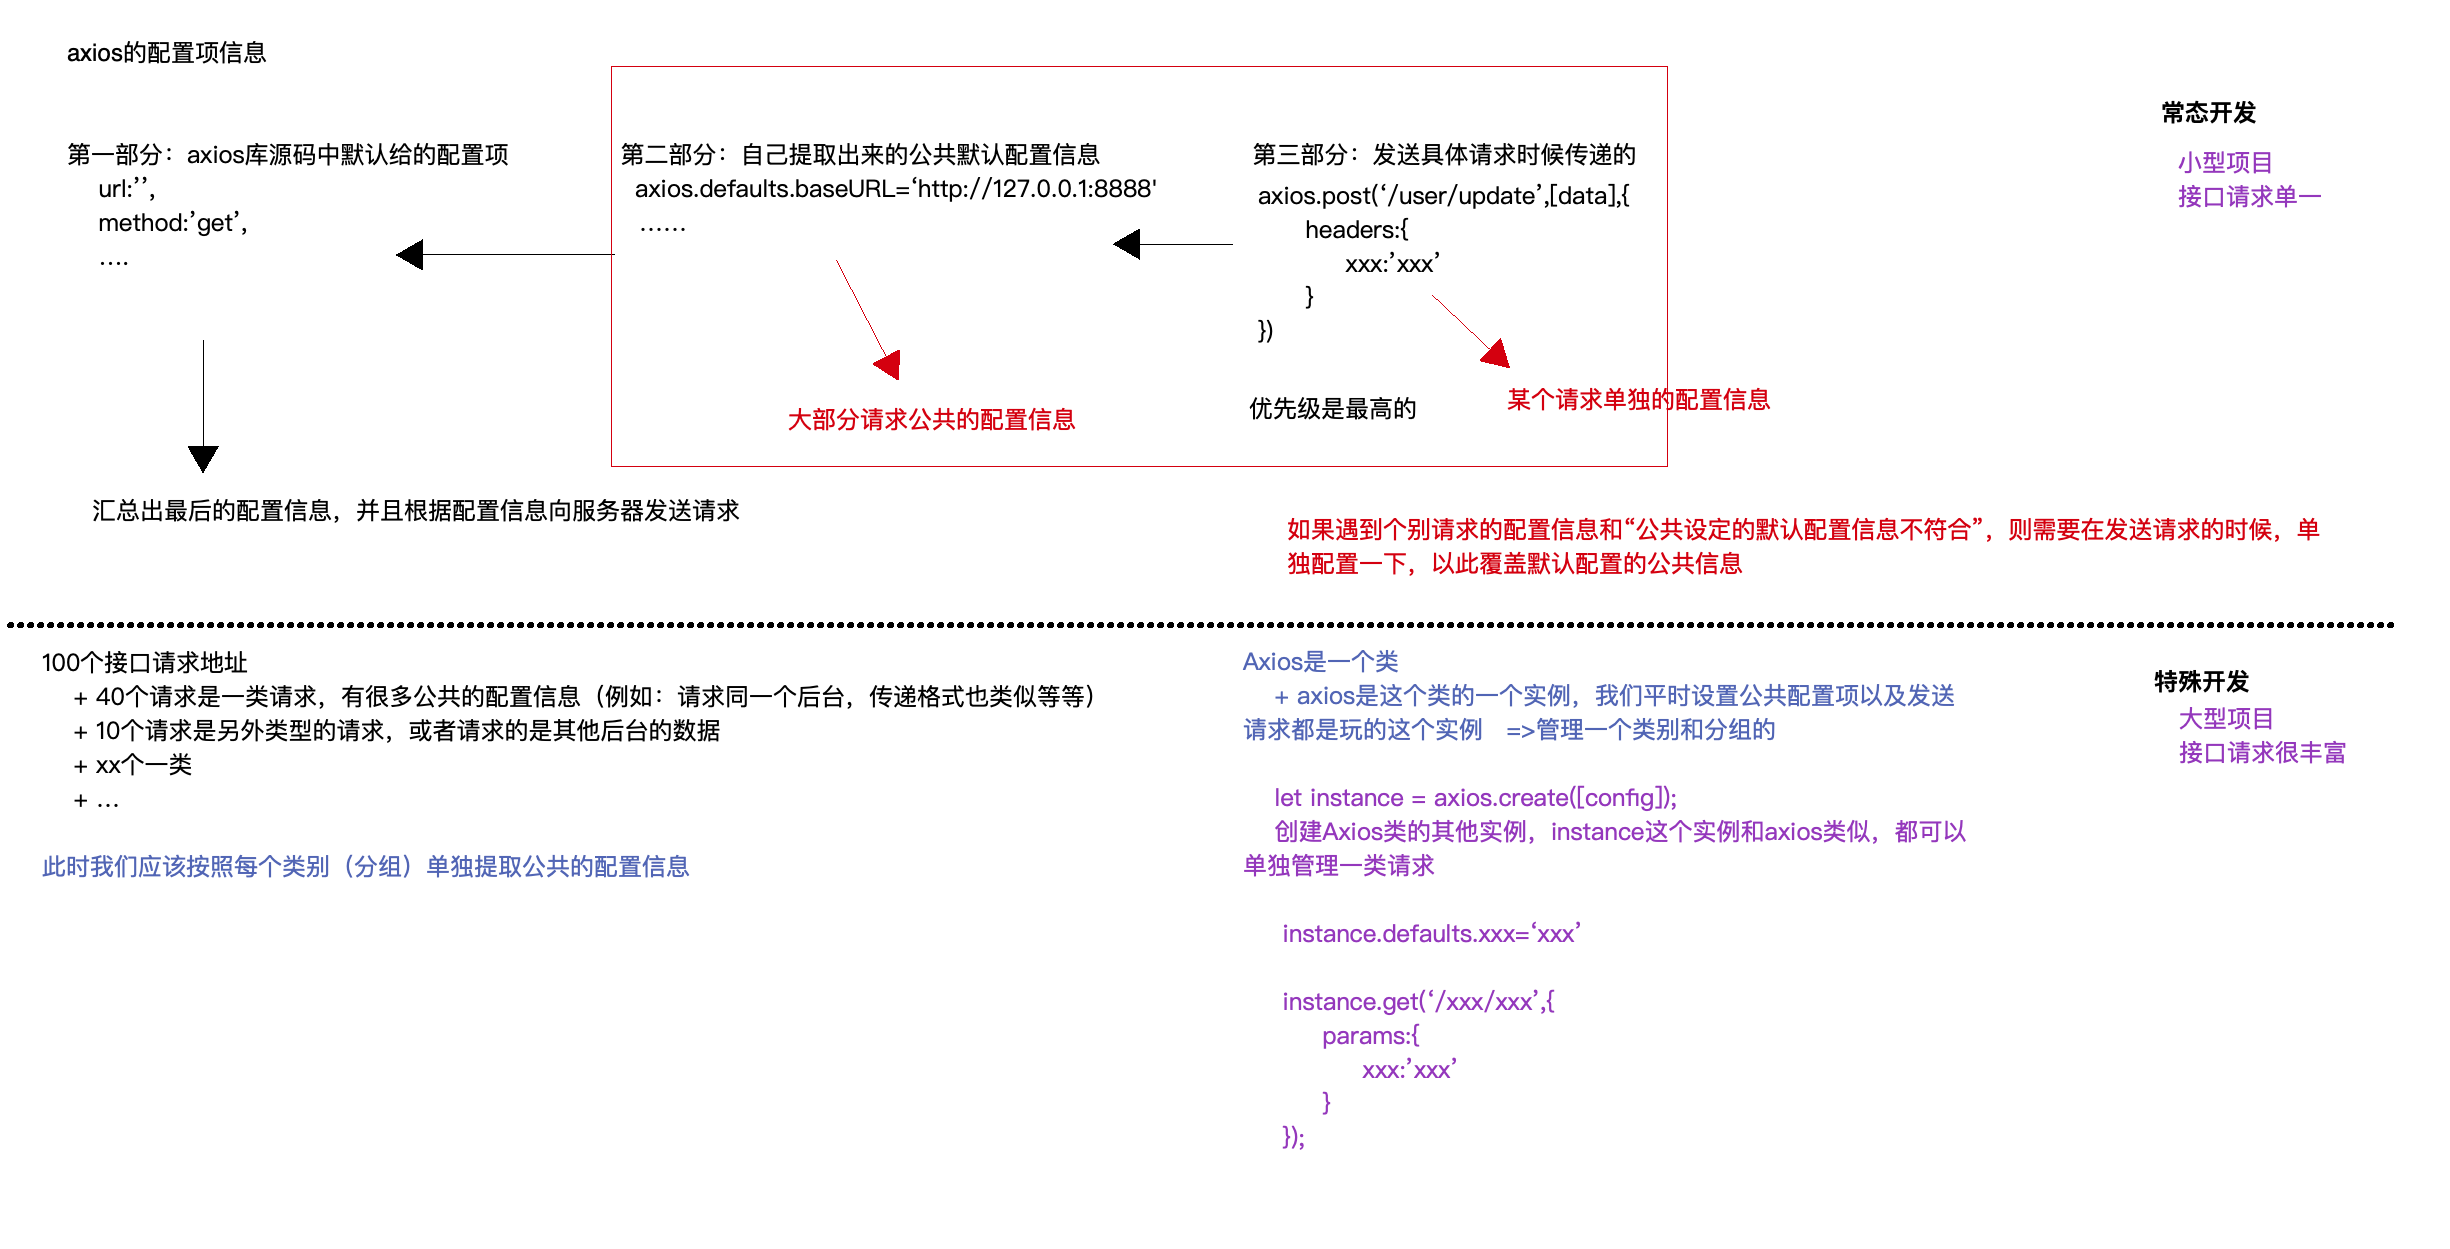 axios的配置项信息
第一部分：axios库源码中默认给的配置项
url:’’,
method:’get’,
….
第二部分：自己提取出来的公共默认配置信息
axios.defaults.baseURL=‘http://127.0.0.1:8888'
……
第三部分：发送具体请求时候传递的
axios.post(‘/user/update’,[data],{
headers:{
xxx:’xxx’
}
})
优先级是最高的
大部分请求公共的配置信息
某个请求单独的配置信息
常态开发
小型项目
接口请求单一
汇总出最后的配置信息，并且根据配置信息向服务器发送请求
如果遇到个别请求的配置信息和“公共设定的默认配置信息不符合”，则需要在发送请求的时候，单
独配置一下，以此覆盖默认配置的公共信息
100个接口请求地址
+ 40个请求是一类请求，有很多公共的配置信息（例如：请求同一个后台，传递格式也类似等等）
+ 10个请求是另外类型的请求，或者请求的是其他后台的数据
+ xx个一类
+ …
此时我们应该按照每个类别（分组）单独提取公共的配置信息
Axios是一个类
+ axios是这个类的一个实例，我们平时设置公共配置项以及发送
请求都是玩的这个实例 =>管理一个类别和分组的
let instance = axios.create([config]);
创建Axios类的其他实例，instance这个实例和axios类似，都可以
单独管理一类请求
instance.defaults.xxx=‘xxx’
instance.get(‘/xxx/xxx’,{
params:{
xxx:’xxx’
}
});
特殊开发
大型项目
接口请求很丰富